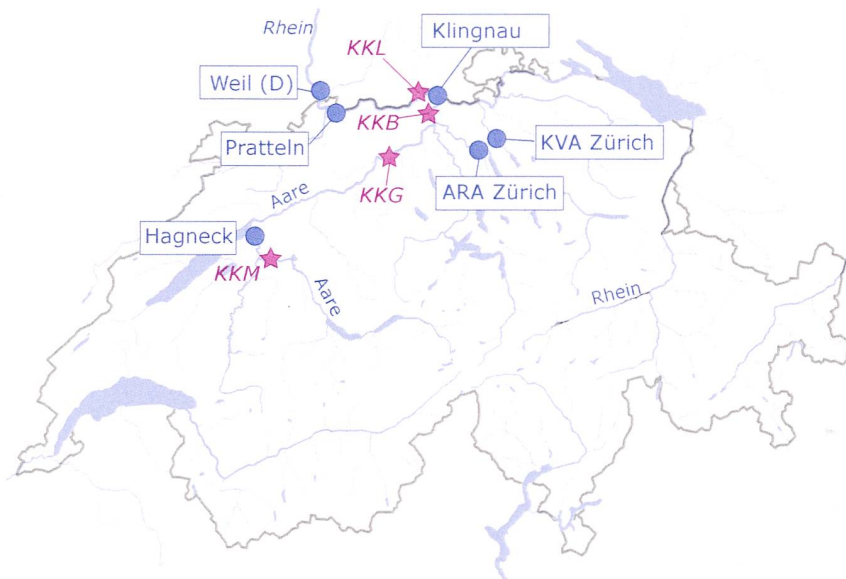 Rhein
Klingnau
KKL
Weil (D)
KKB
Pratteln
KVA Zürich
KKG
ARA Zürich
Aare
Hagneck
KKM
Aare
Rhein